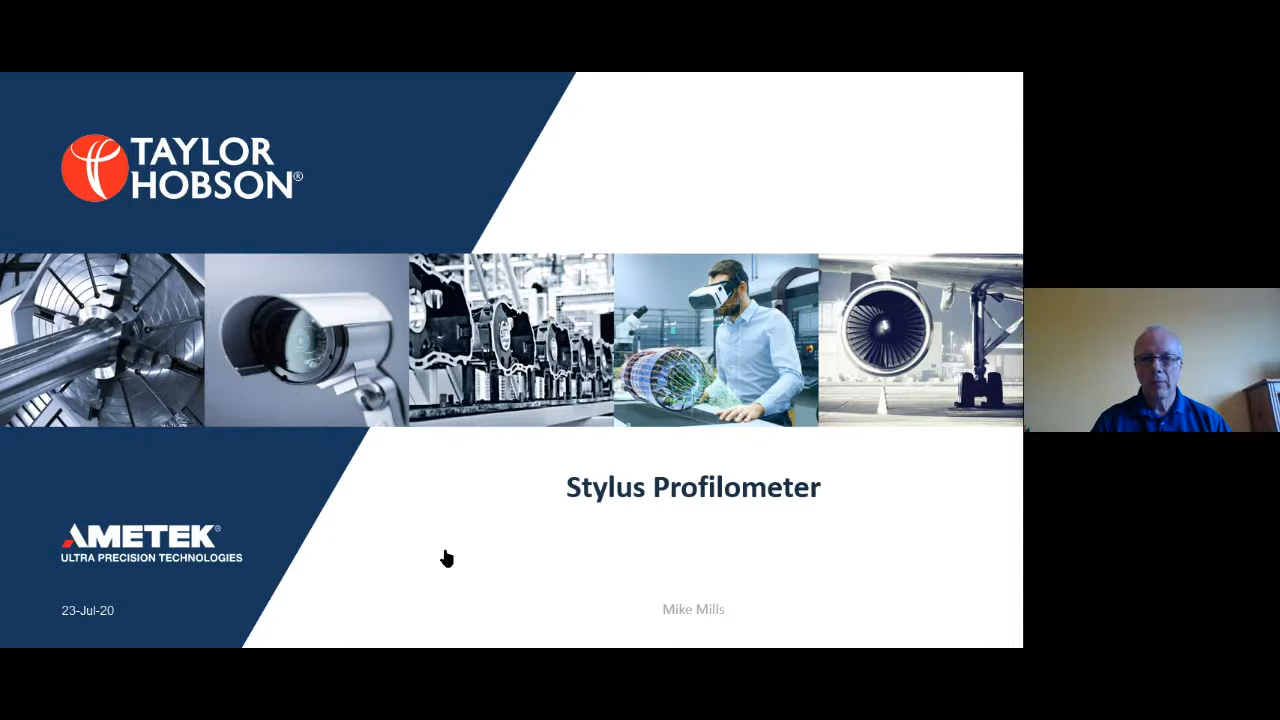 TAYLOR
HOBSON®
Stylus Profilometer
AMETEK®
ULTRA PRECISION TECHNOLOGIES
23-Jul-20
Mike Mills